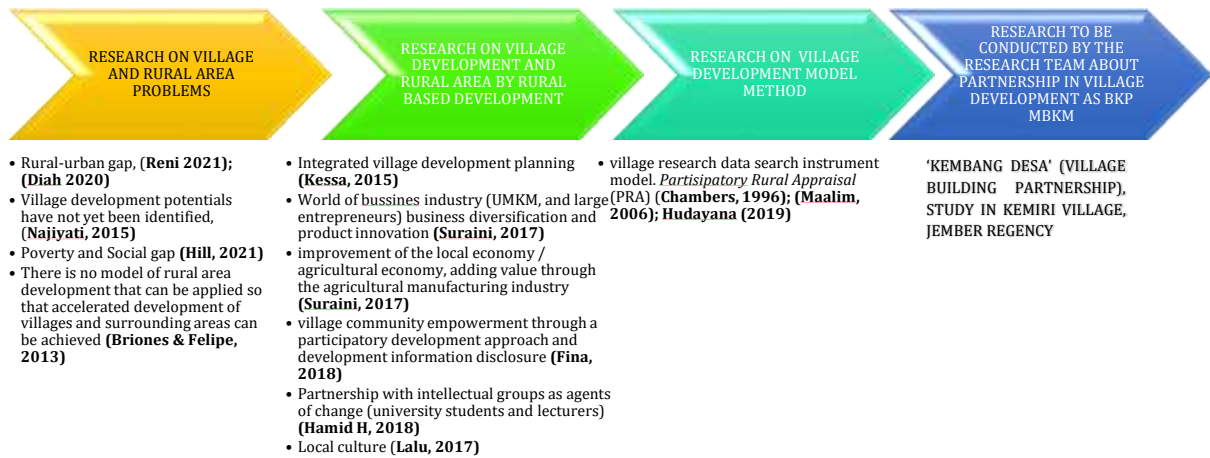 RESEARCH ON VILLAGE
AND RURAL AREA
PROBLEMS
RESEARCH ON VILLAGE
DEVELOPMENT AND
RURAL AREA BY RURAL
BASED DEVELOPMENT
RESEARCH ON VILLAGE
DEVELOPMENT MODEL
METHOD
RESEARCH TO BE
CONDUCTED BY THE
RESEARCH TEAM ABOUT
PARTNERSHIP IN VILLAGE
DEVELOPMENT AS BKP
MBKM
• Rural-urban gap, (Reni 2021);
(Diah 2020)
• Village development potentials
have not yet been identified,
(Najiyati, 2015)
• Poverty and Social gap (Hill, 2021)
• There is no model of rural area
development that can be applied so
that accelerated development of
villages and surrounding areas can
be achieved (Briones & Felipe,
2013)
• Integrated village development planning
(Kessa, 2015)
• World of bussines industry (UMKM, and large
entrepreneurs) business diversification and
product innovation (Suraini, 2017)
• improvement of the local economy /
agricultural economy, adding value through
the agricultural manufacturing industry
(Suraini, 2017)
• village community empowerment through a
participatory development approach and
development information disclosure (Fina,
2018)
• Partnership with intellectual groups as agents
of change (university students and lecturers)
(Hamid H, 2018)
• Local culture (Lalu, 2017)
• village research data search instrument
model. Partisipatory Rural Appraisal
(PRA) (Chambers, 1996); (Maalim,
2006); Hudayana (2019)
‘KEMBANG DESA’ (VILLAGE
BUILDING PARTNERSHIP),
STUDY IN KEMIRI VILLAGE,
JEMBER REGENCY